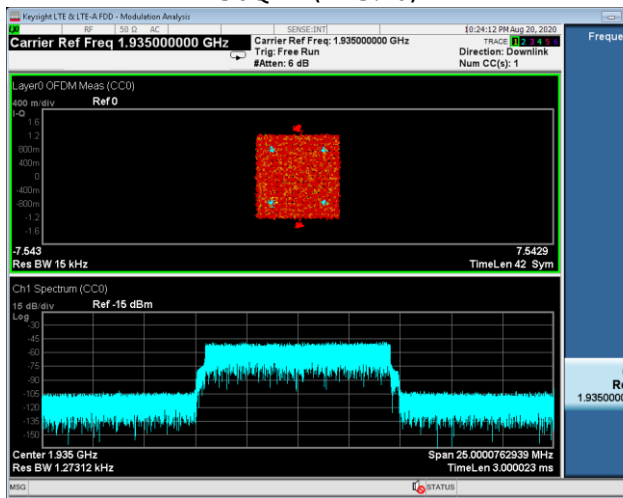 Keysight LTE & LTE-A FDD - Modulation Analysis
RF 50 Ω AC SENSE:INT 10:24:12 PM Aug 20, 2020
Carrier Ref Freq 1.935000000 GHz
Carrier Ref Freq: 1.935000000 GHz
Trig: Free Run
#Atten: 6 dB
TRACE 1 2 3 4 5 6
Direction: Downlink
Num CC(s): 1
Layer0 OFDM Meas (CC0)
400 m/div Ref 0
I-Q
1.6
1.2
800m
400m
0
-400m
-800m
-1.2
-1.6
-7.543 7.5429
Res BW 15 kHz TimeLen 42 Sym
Ch1 Spectrum (CC0)
15 dB/div Ref -15 dBm
Log
-30
-45
-60
-75
-90
-105
-120
-135
-150
Center 1.935 GHz Span 25.0000762939 MHz
Res BW 1.27312 kHz TimeLen 3.000023 ms
MSG STATUS